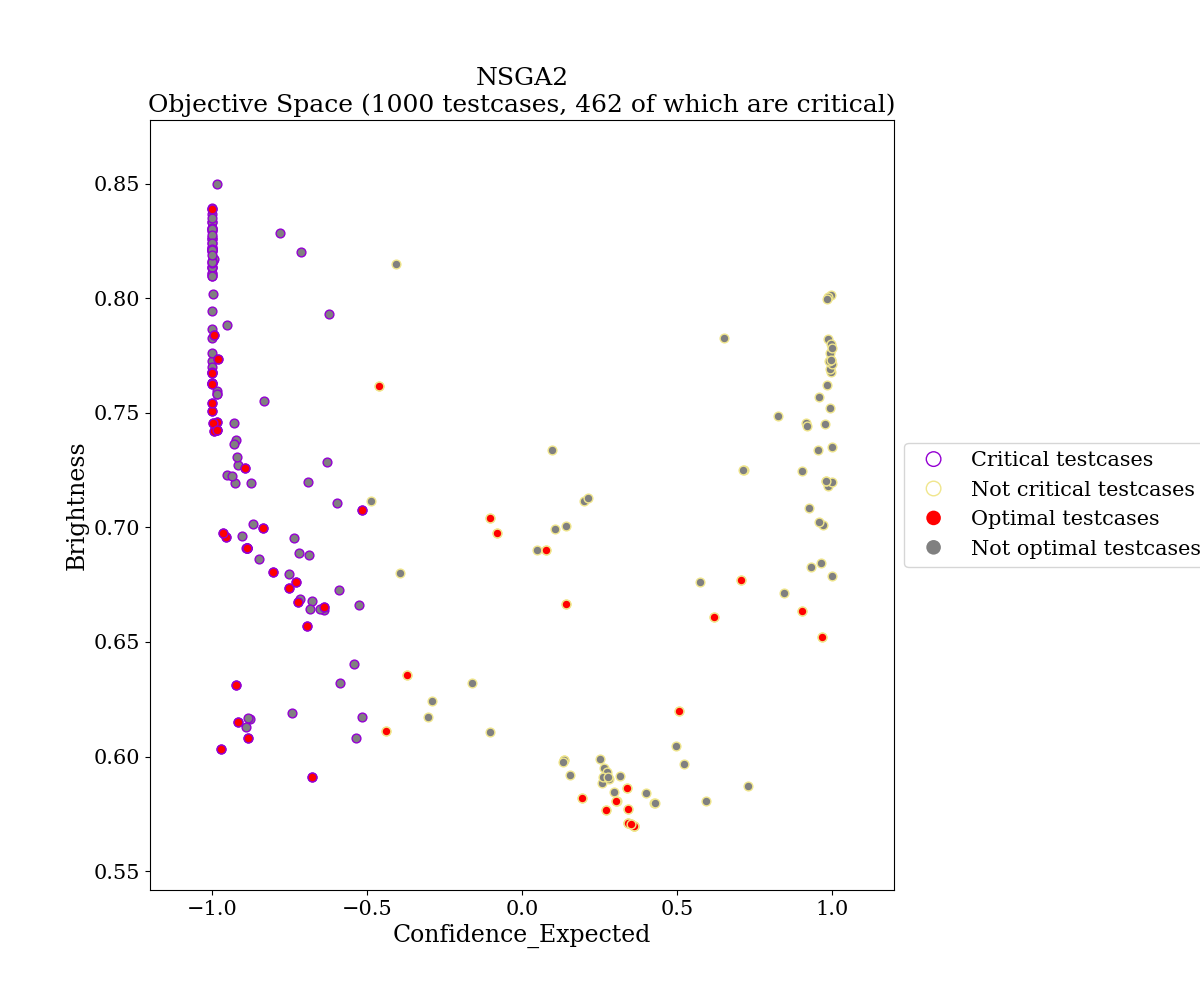 NSGA2
Objective Space (1000 testcases, 462 of which are critical)
0.85
0.80
0.75
0.70
0.65
0.60
0.55
Brightness
−1.0
−0.5
0.0
0.5
1.0
Confidence_Expected
Critical testcases
Not critical testcases
Optimal testcases
Not optimal testcases